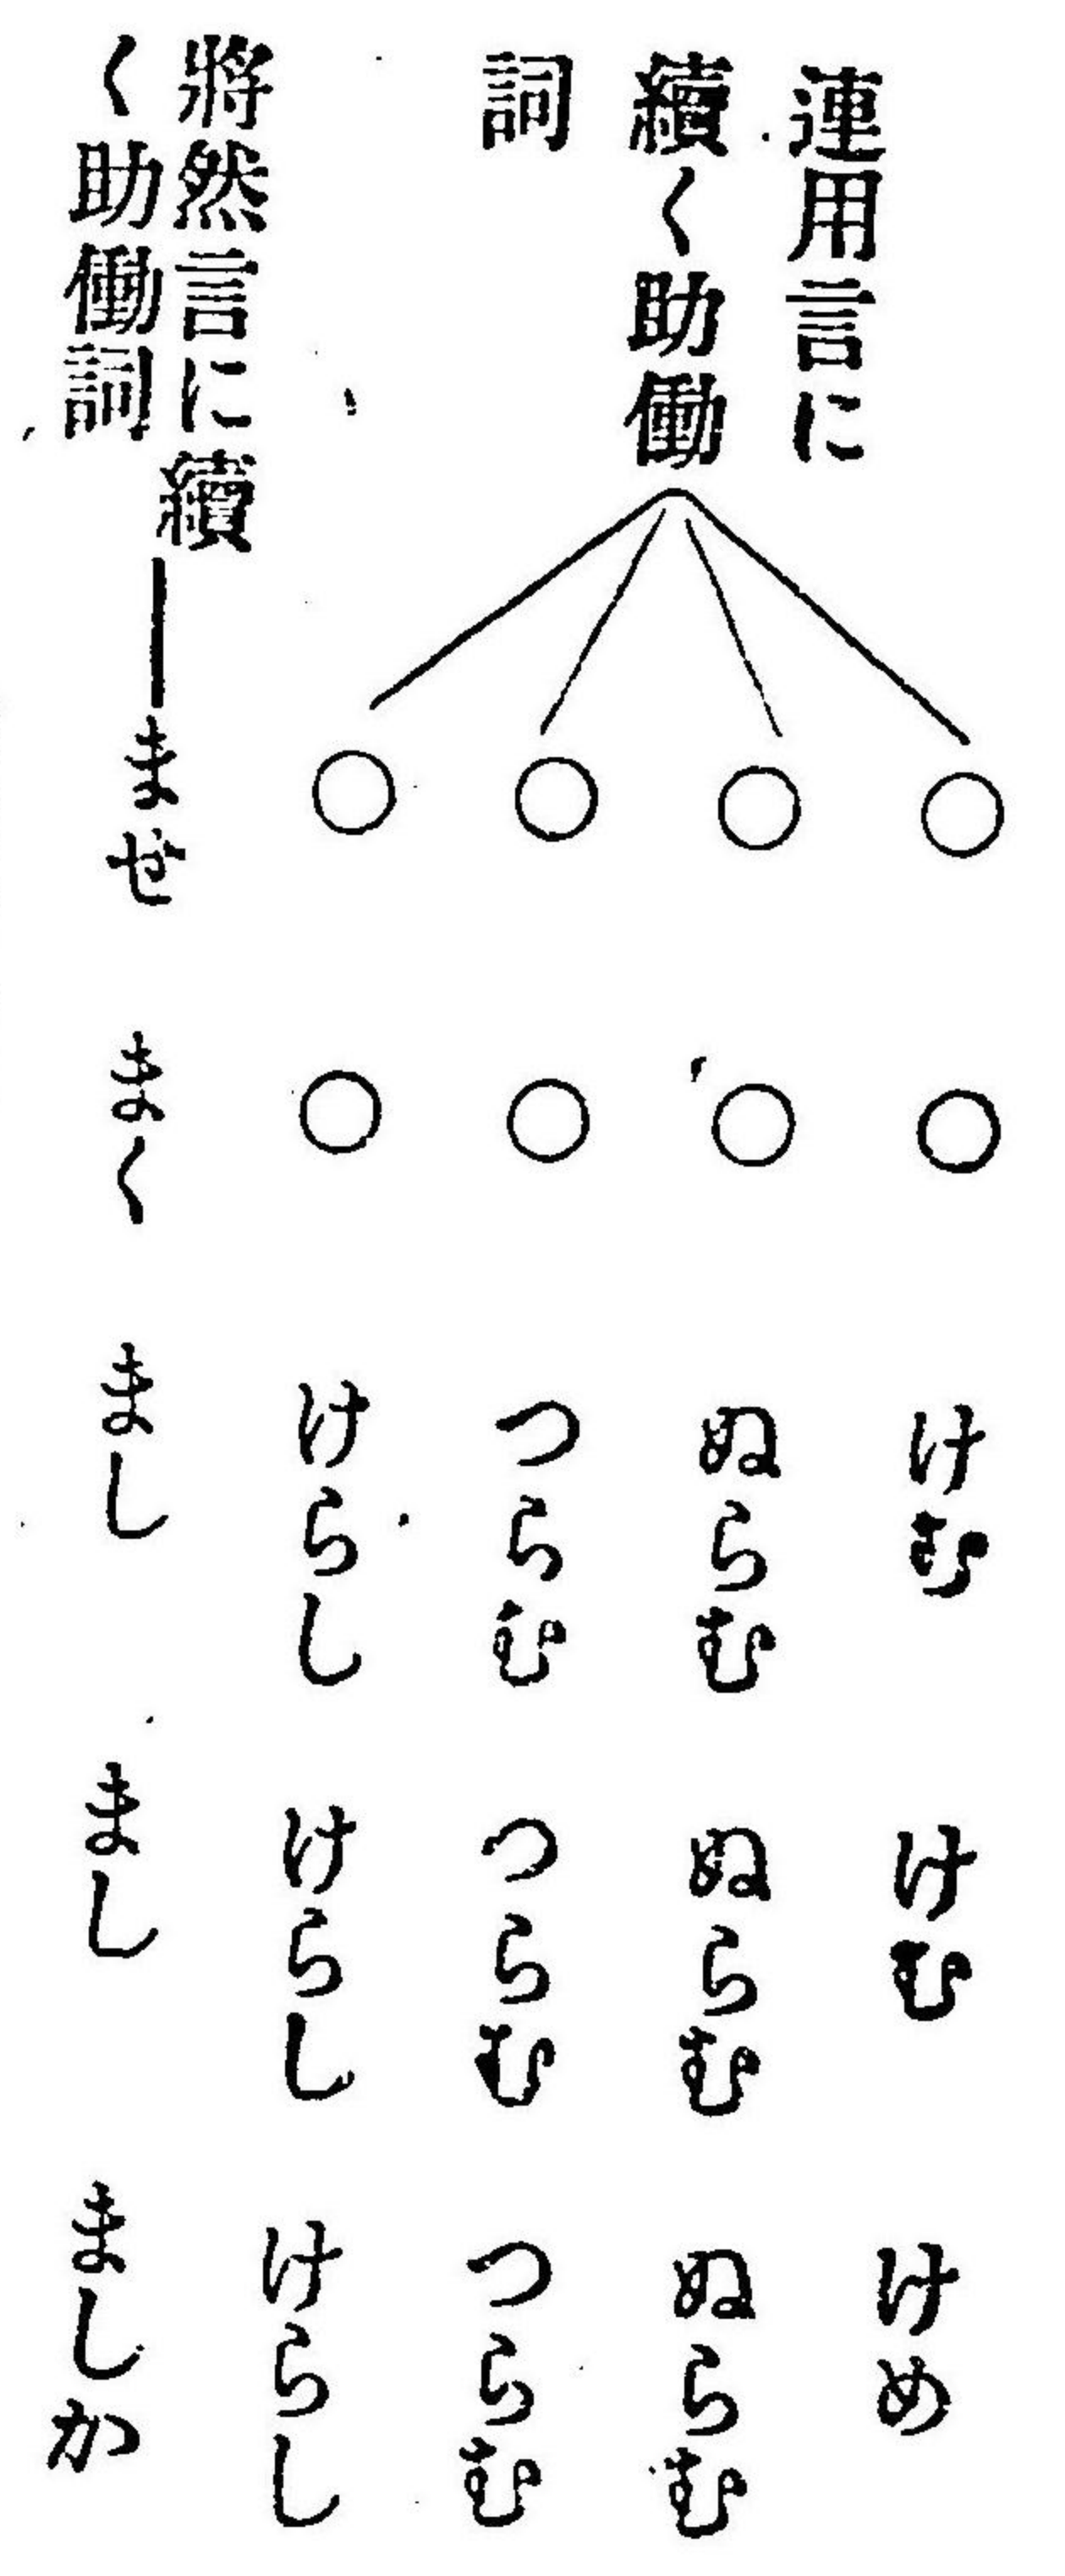 連用言に
續く助働
詞
○ ○ けむ けむ けめ
○ ○ ぬらむ ぬらむ ぬらむ
○ ○ つらむ つらむ つらむ
○ ○ けらし けらし けらし
將然言に續
く助働詞
ませ まく まし まし ましか